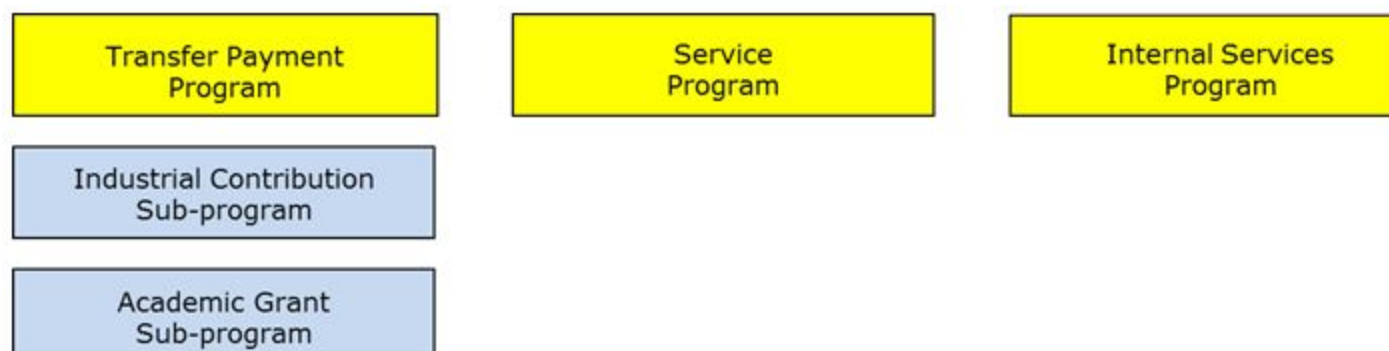 Transfer Payment
Program
Service
Program
Internal Services
Program
Industrial Contribution
Sub-program
Academic Grant
Sub-program